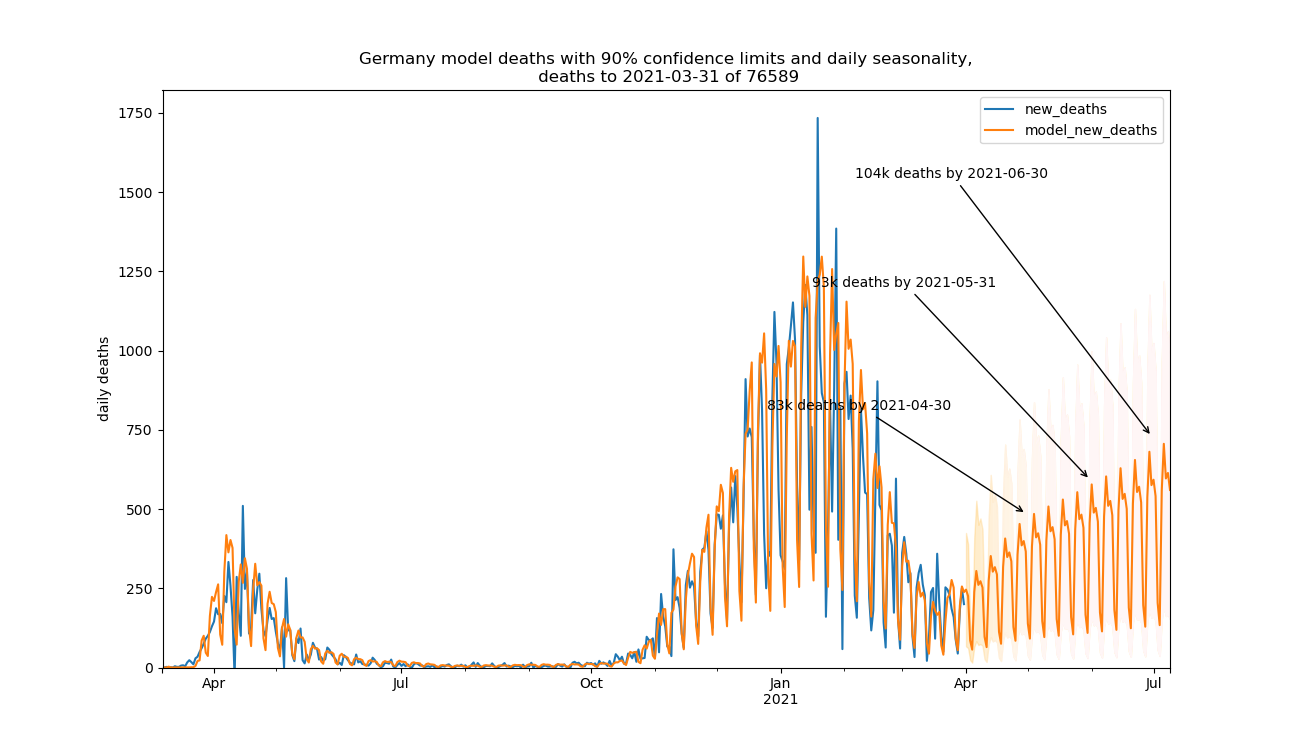 Germany model deaths with 90% confidence limits and daily seasonality,
deaths to 2021-03-31 of 76589
new_deaths
model_new_deaths
1750
1500
1250
1000
750
500
250
0
daily deaths
104k deaths by 2021-06-30
93k deaths by 2021-05-31
83k deaths by 2021-04-30
Apr
Jul
Oct
Jan
2021
Apr
Jul